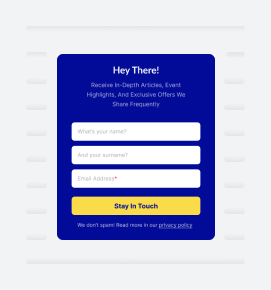 Hey There!
Receive In-Depth Articles, Event
Highlights, And Exclusive Offers We
Share Frequently
What's your name?
And your surname?
Email Address*
Stay In Touch
We don't spam! Read more in our privacy policy